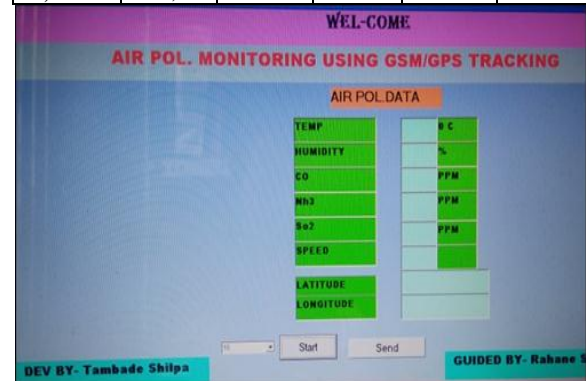 WEL-COME
AIR POL. MONITORING USING GSM/GPS TRACKING
AIR POL.DATA
TEMP 0 C
HUMIDITY %
CO PPM
Nh3 PPM
So2 PPM
SPEED
LATITUDE
LONGITUDE
Start Send
DEV BY- Tambade Shilpa
GUIDED BY- Rahane S